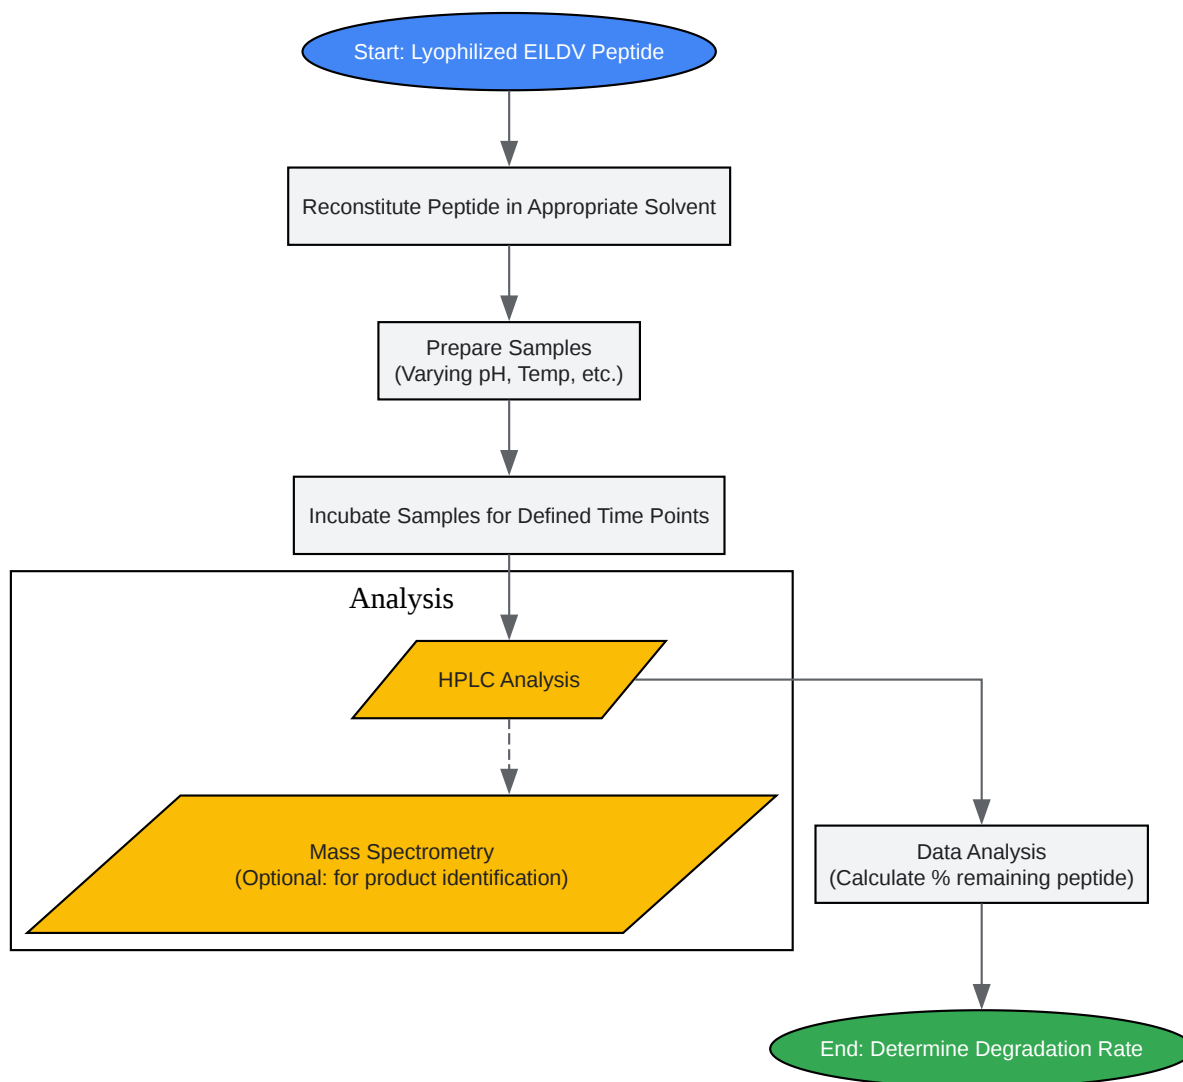 Start: Lyophilized EILDV Peptide
Reconstitute Peptide in Appropriate Solvent
Prepare Samples
(Varying pH, Temp, etc.)
Incubate Samples for Defined Time Points
Analysis
HPLC Analysis
Mass Spectrometry
(Optional: for product identification)
Data Analysis
(Calculate % remaining peptide)
End: Determine Degradation Rate